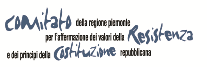 comitato della regione piemonte
per l'affermazione dei valori della Resistenza
e dei principi della Costituzione repubblicana